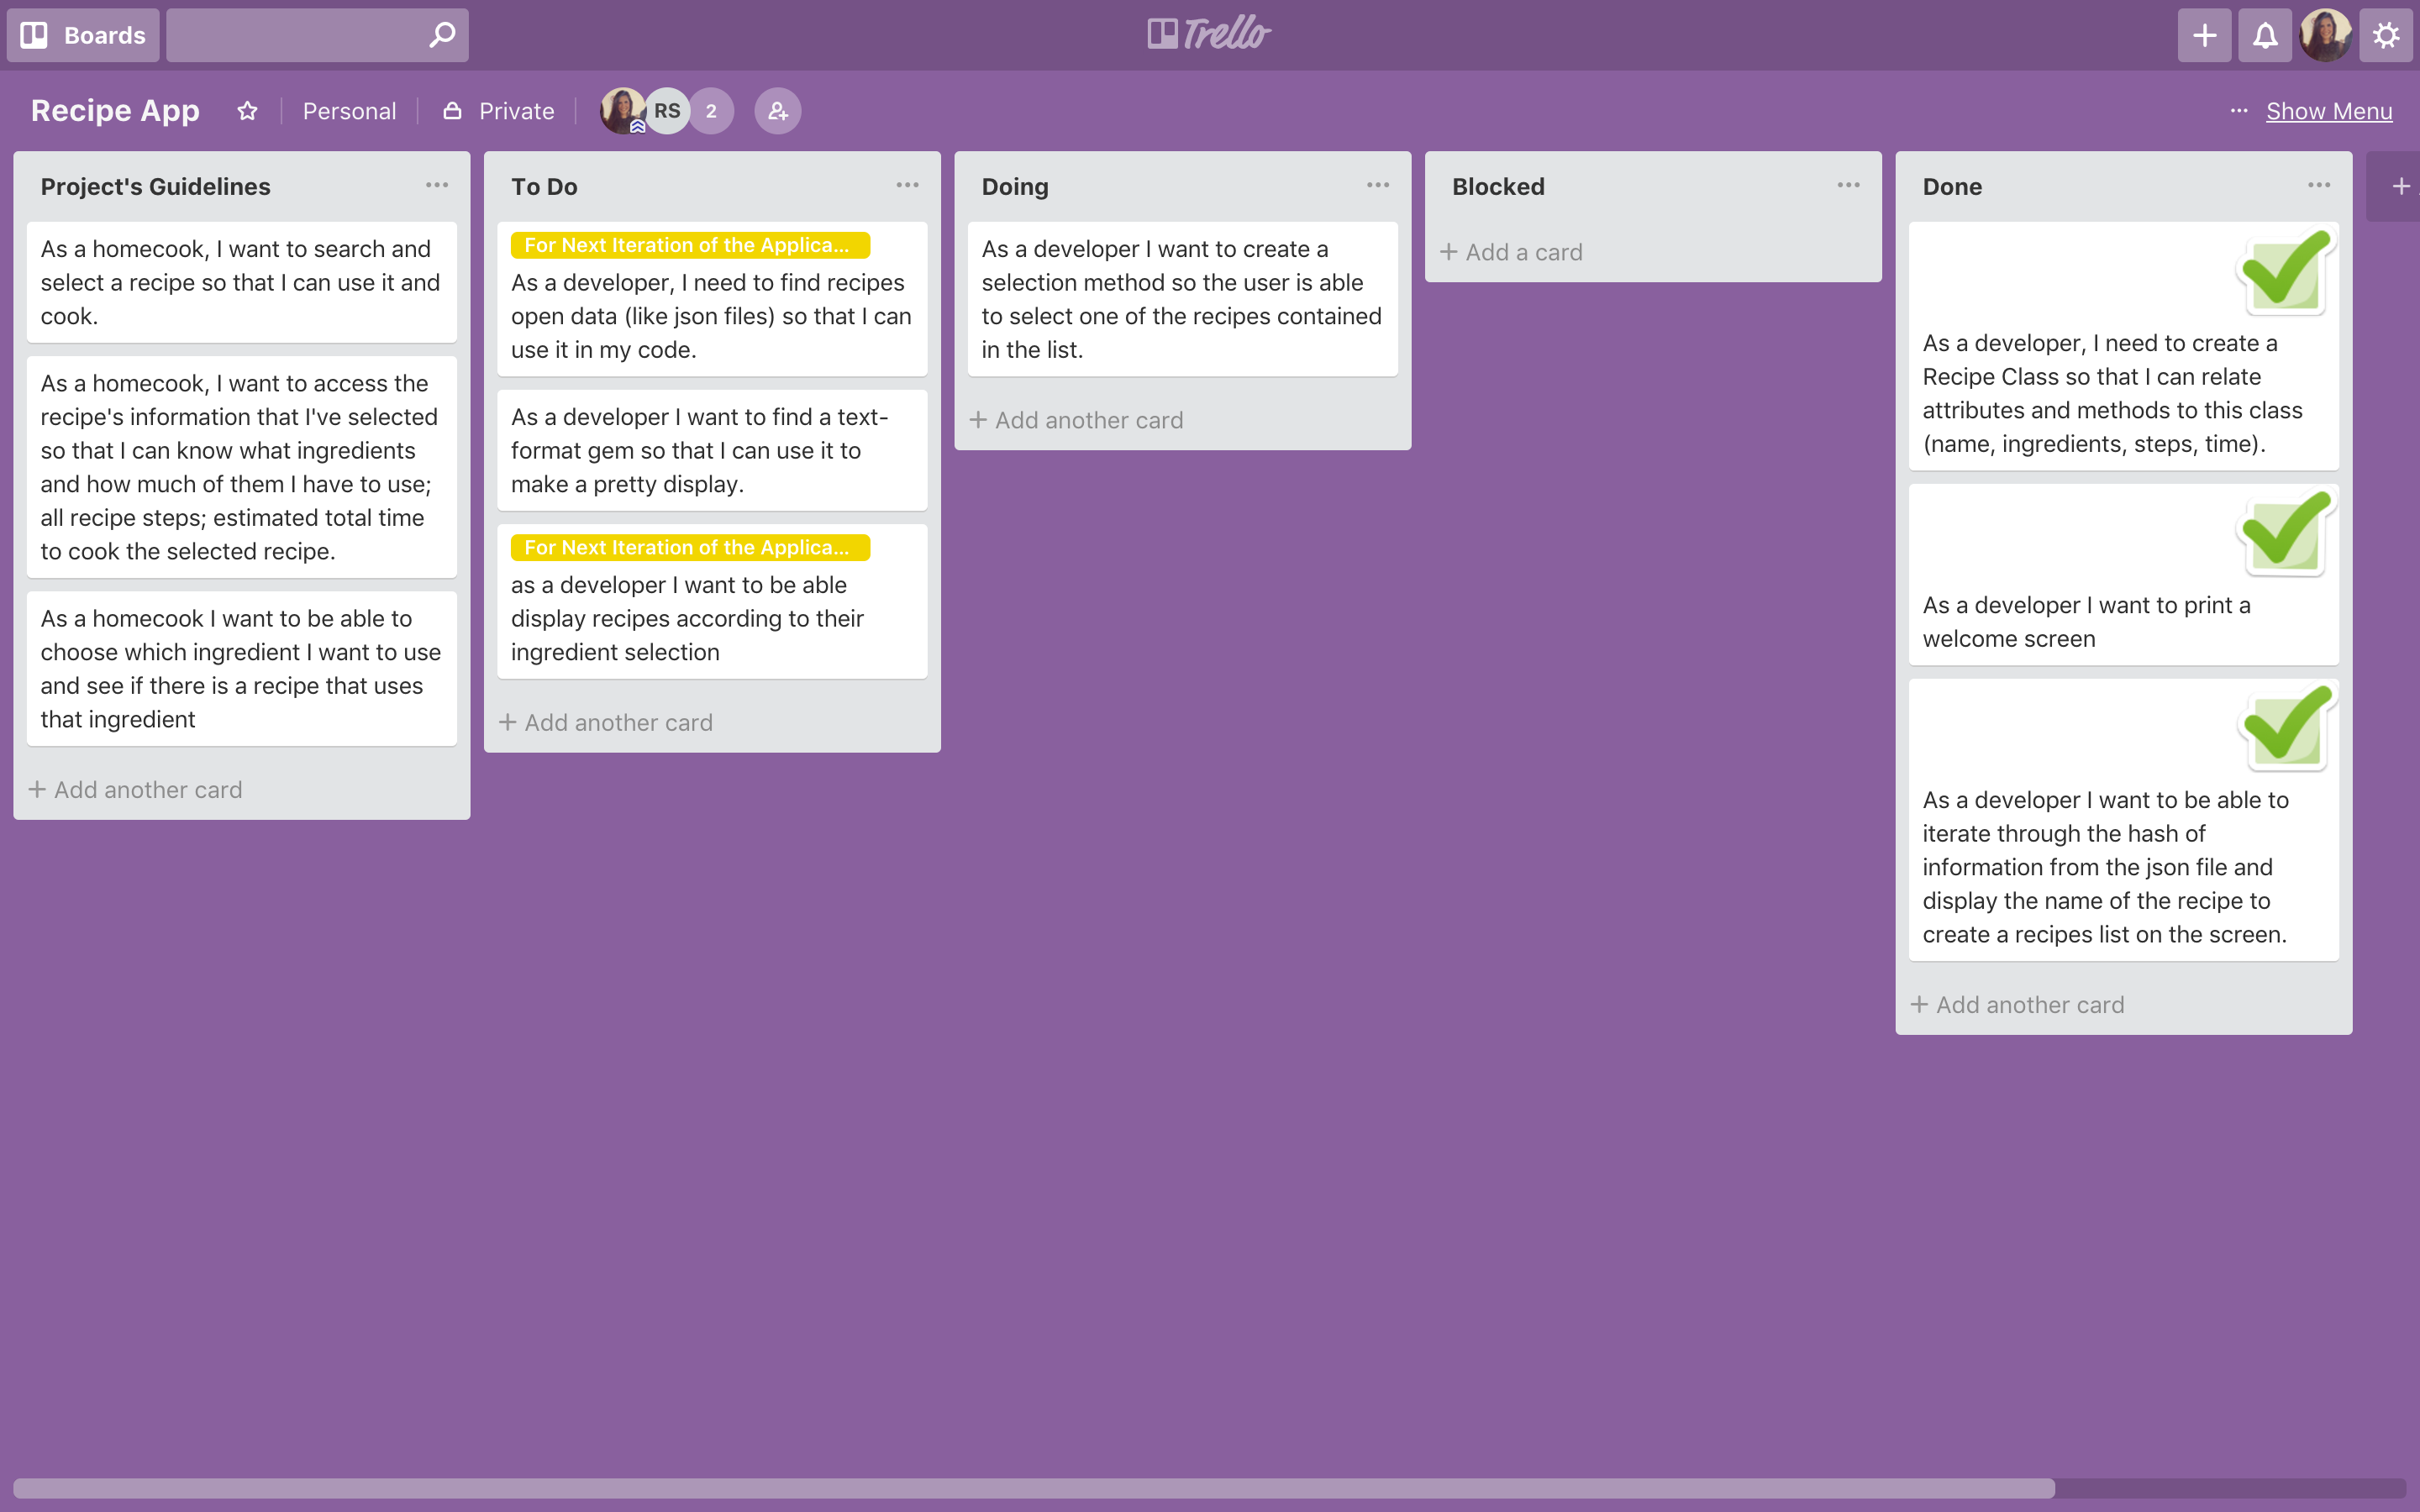 Boards
Trello
Recipe App
Personal
Private
RS
2
... Show Menu
Project's Guidelines
As a homecook, I want to search and
select a recipe so that I can use it and
cook.
As a homecook, I want to access the
recipe's information that I've selected
so that I can know what ingredients
and how much of them I have to use;
all recipe steps; estimated total time
to cook the selected recipe.
As a homecook I want to be able to
choose which ingredient I want to use
and see if there is a recipe that uses
that ingredient
+ Add another card
To Do
For Next Iteration of the Applica...
As a developer, I need to find recipes
open data (like json files) so that I can
use it in my code.
As a developer I want to find a text-
format gem so that I can use it to
make a pretty display.
For Next Iteration of the Applica...
as a developer I want to be able
display recipes according to their
ingredient selection
+ Add another card
Doing
As a developer I want to create a
selection method so the user is able
to select one of the recipes contained
in the list.
+ Add another card
Blocked
+ Add a card
Done
As a developer, I need to create a
Recipe Class so that I can relate
attributes and methods to this class
(name, ingredients, steps, time).
As a developer I want to print a
welcome screen
As a developer I want to be able to
iterate through the hash of
information from the json file and
display the name of the recipe to
create a recipes list on the screen.
+ Add another card
+